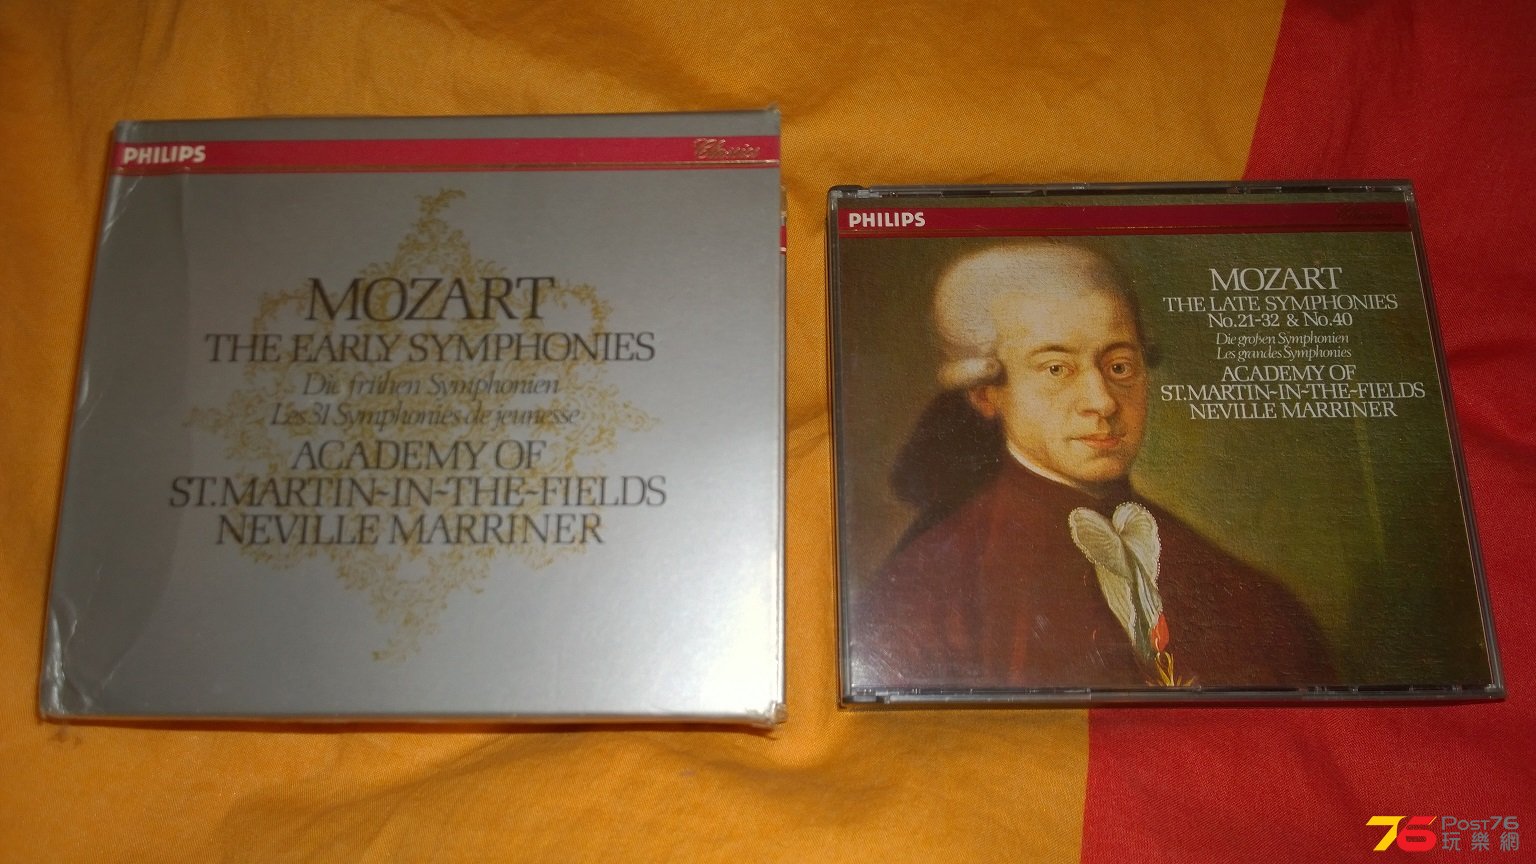 PHILIPS
Classics
MOZART
THE EARLY SYMPHONIES
Die frühen Symphonien
Les 31 Symphonies de jeunesse
ACADEMY OF
ST.MARTIN-IN-THE-FIELDS
NEVILLE MARRINER
PHILIPS
Classics
MOZART
THE LATE SYMPHONIES
No.21-32 & No.40
Die großen Symphonien
Les grandes Symphonies
ACADEMY OF
ST.MARTIN-IN-THE-FIELDS
NEVILLE MARRINER
76 POST76
玩樂網